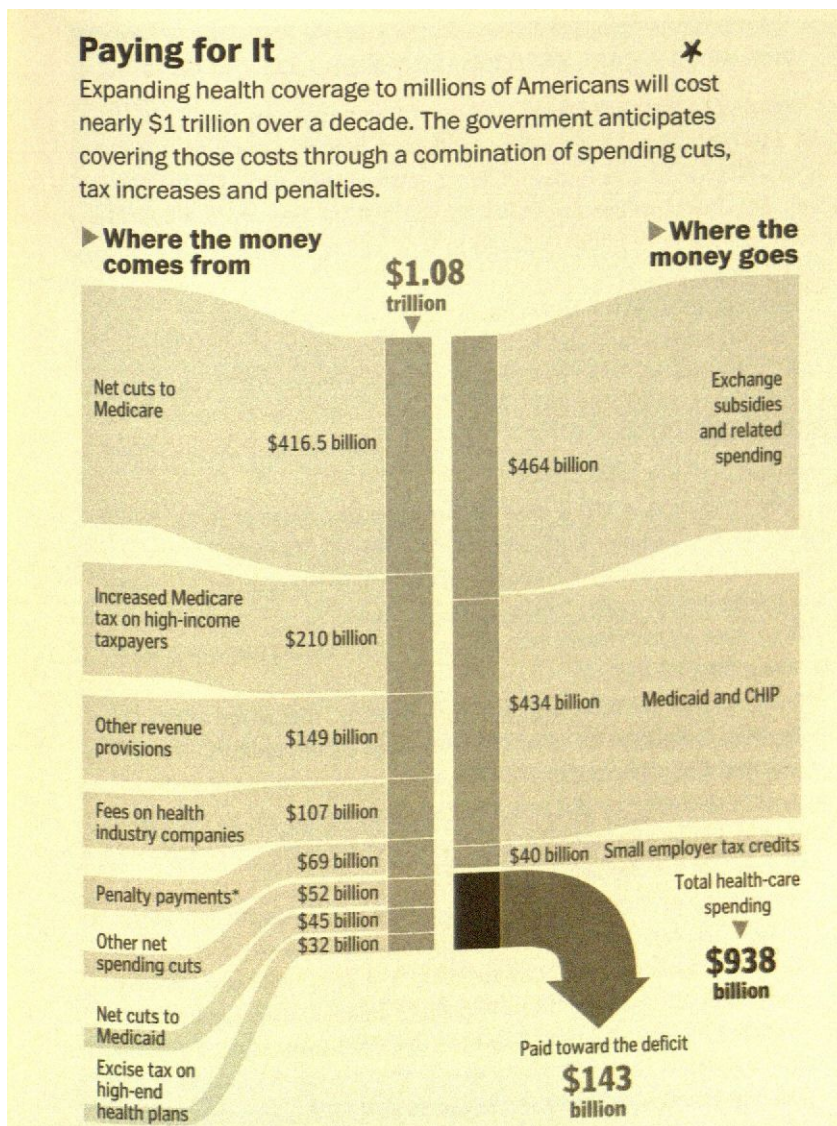 Paying for It
Expanding health coverage to millions of Americans will cost
nearly $1 trillion over a decade. The government anticipates
covering those costs through a combination of spending cuts,
tax increases and penalties.
Where the money
comes from
$1.08
trillion
Net cuts to
Medicare
$416.5 billion
Increased Medicare
tax on high-income
taxpayers
$210 billion
Other revenue
provisions
$149 billion
Fees on health
industry companies
$107 billion
Penalty payments*
$69 billion
Other net
spending cuts
$52 billion
Net cuts to
Medicaid
$45 billion
Excise tax on
high-end
health plans
$32 billion
Where the
money goes
Exchange
subsidies
and related
spending
$464 billion
$434 billion Medicaid and CHIP
$40 billion Small employer tax credits
Total health-care
spending
$938
billion
Paid toward the deficit
$143
billion